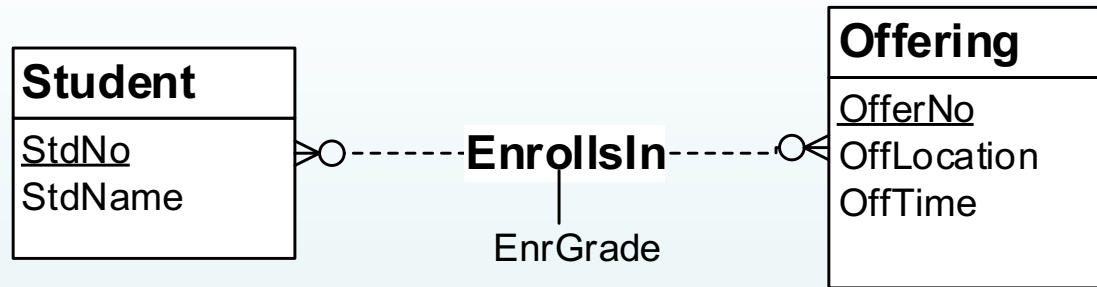 Student
StdNo
StdName
EnrollsIn
EnrGrade
Offering
OfferNo
OffLocation
OffTime